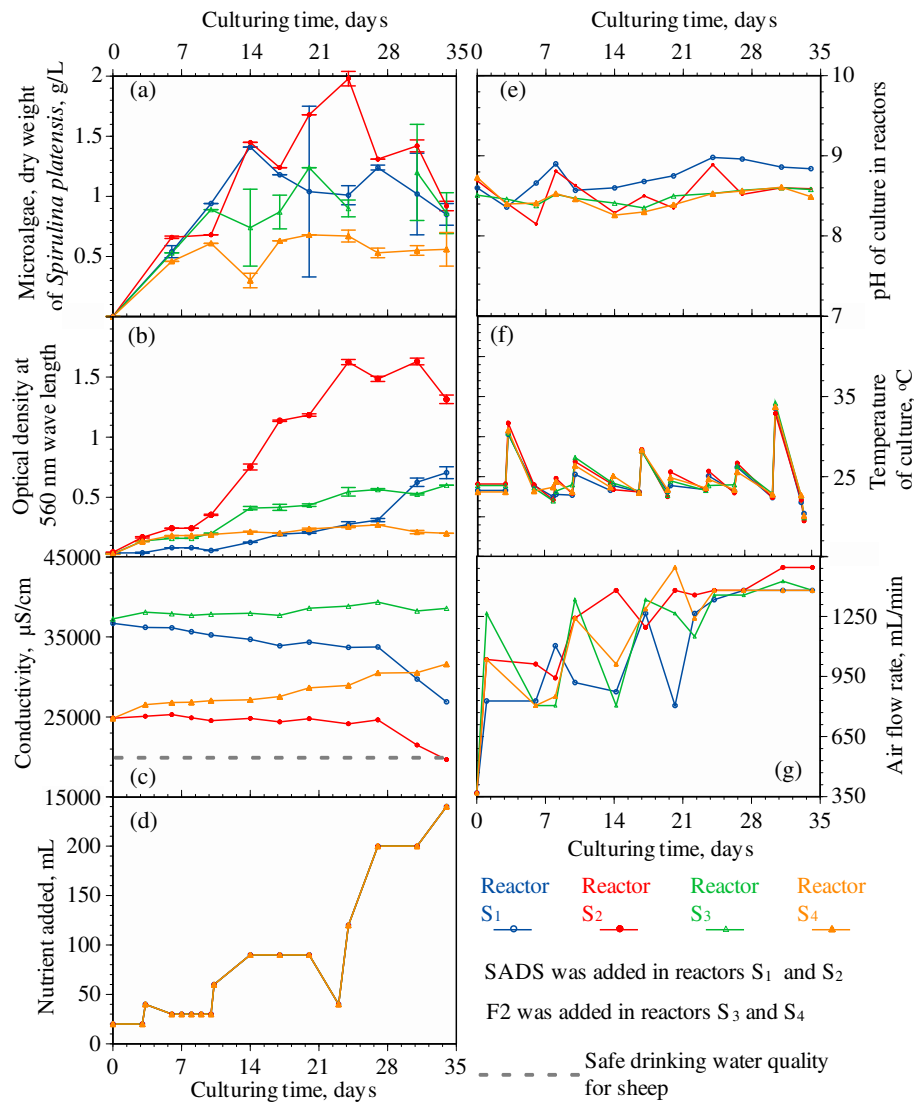 Culturing time, days
0 7 14 21 28 35
Microalgae, dry weight
of Spirulina platensis, g/L
2
1.5
1
0.5
(a)
Optical density at
560 nm wave length
1.5
1
0.5
(b)
Conductivity, µS/cm
45000
35000
25000
15000
(c)
Nutrient added, mL
200
150
100
50
0
(d)
0 7 14 21 28 35
Culturing time, days
Culturing time, days
0 7 14 21 28 35
(e)
10
9
8
7
pH of culture in reactors
(f)
35
25
15
Temperature
of culture, ᵒC
(g)
1250
950
650
350
Air flow rate, mL/min
0 7 14 21 28 35
Culturing time, days
Reactor Reactor Reactor Reactor
S1 S2 S3 S4
SADS was added in reactors S1 and S2
F2 was added in reactors S3 and S4
Safe drinking water quality
for sheep